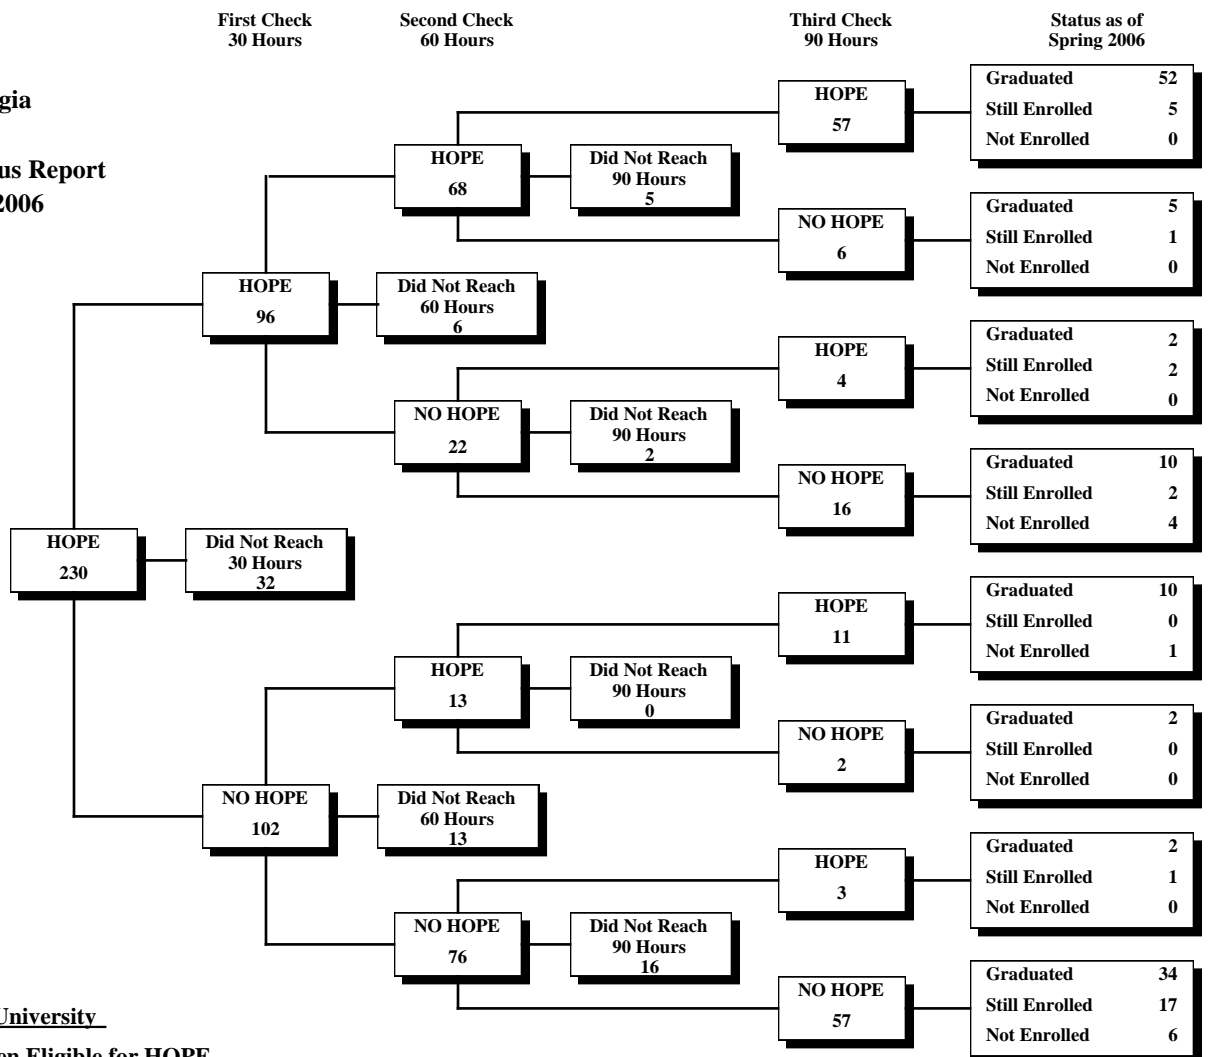 First Check
30 Hours
Second Check
60 Hours
Third Check
90 Hours
Status as of
Spring 2006
gia
us Report
2006
HOPE
230
Did Not Reach
30 Hours
32
HOPE
96
Did Not Reach
60 Hours
6
NO HOPE
102
Did Not Reach
60 Hours
13
HOPE
68
Did Not Reach
90 Hours
5
NO HOPE
22
Did Not Reach
90 Hours
2
HOPE
13
Did Not Reach
90 Hours
0
NO HOPE
76
Did Not Reach
90 Hours
16
HOPE
57
Graduated 52
Still Enrolled 5
Not Enrolled 0
NO HOPE
6
Graduated 5
Still Enrolled 1
Not Enrolled 0
HOPE
4
Graduated 2
Still Enrolled 2
Not Enrolled 0
NO HOPE
16
Graduated 10
Still Enrolled 2
Not Enrolled 4
HOPE
11
Graduated 10
Still Enrolled 0
Not Enrolled 1
NO HOPE
2
Graduated 2
Still Enrolled 0
Not Enrolled 0
HOPE
3
Graduated 2
Still Enrolled 1
Not Enrolled 0
NO HOPE
57
Graduated 34
Still Enrolled 17
Not Enrolled 6
University
en Eligible for HOPE